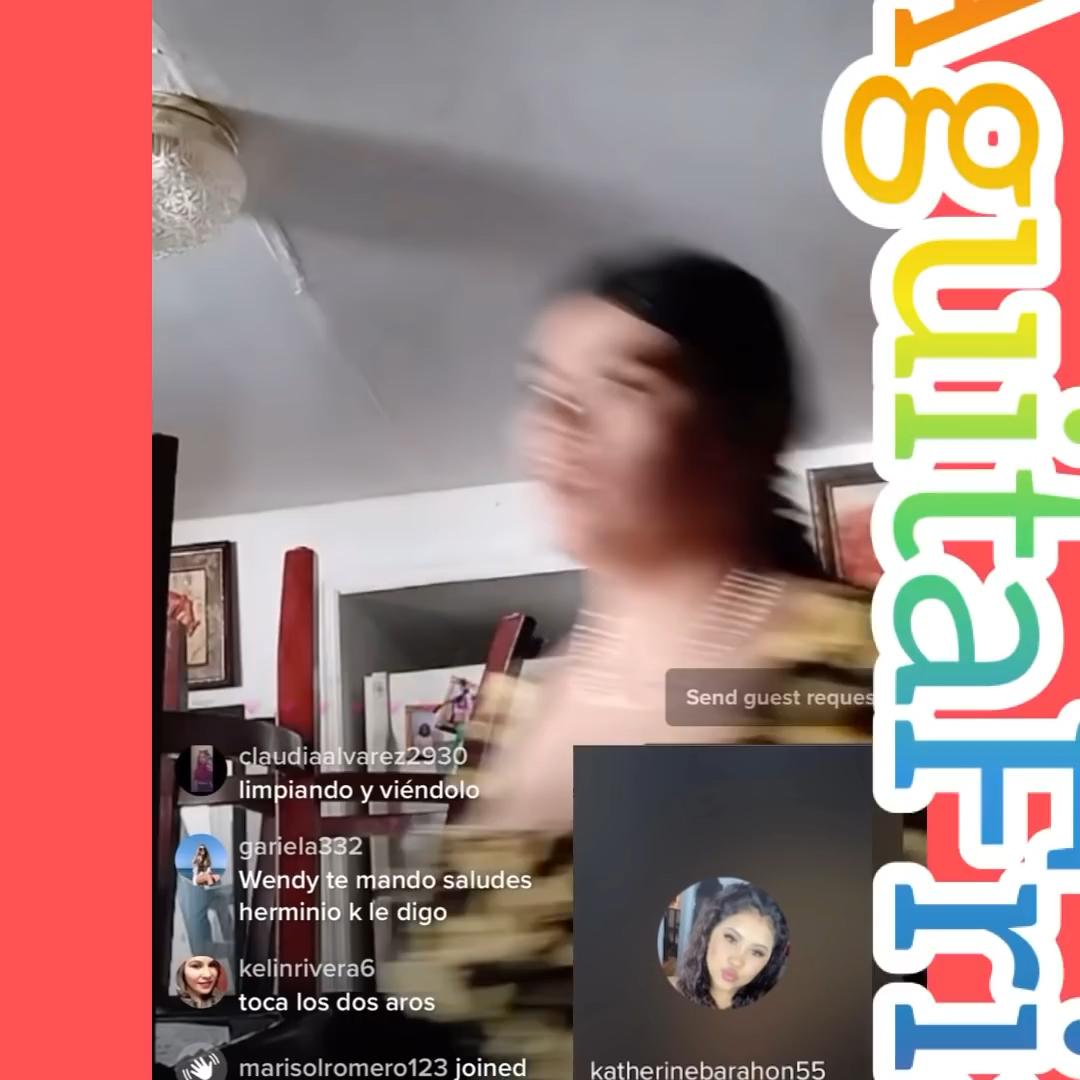 AguitaFri
Send guest reques
claudiaalvarez2930
limpiando y viéndolo
gariela332
Wendy te mando saludes
herminio k le digo
kelinrivera6
toca los dos aros
marisolromero123 joined
katherinebarahon55